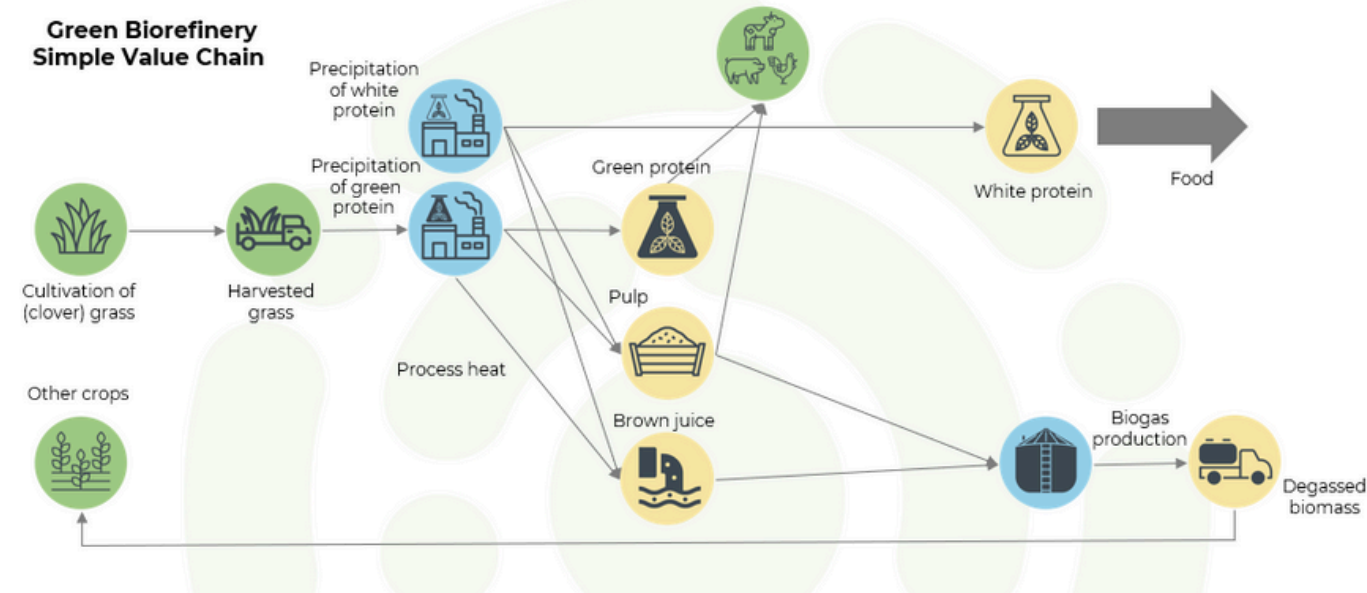 Green Biorefinery
Simple Value Chain
Precipitation
of white
protein
Precipitation
of green
protein
Green protein
White protein
Food
Cultivation of
(clover) grass
Harvested
grass
Pulp
Process heat
Other crops
Brown juice
Biogas
production
Degassed
biomass